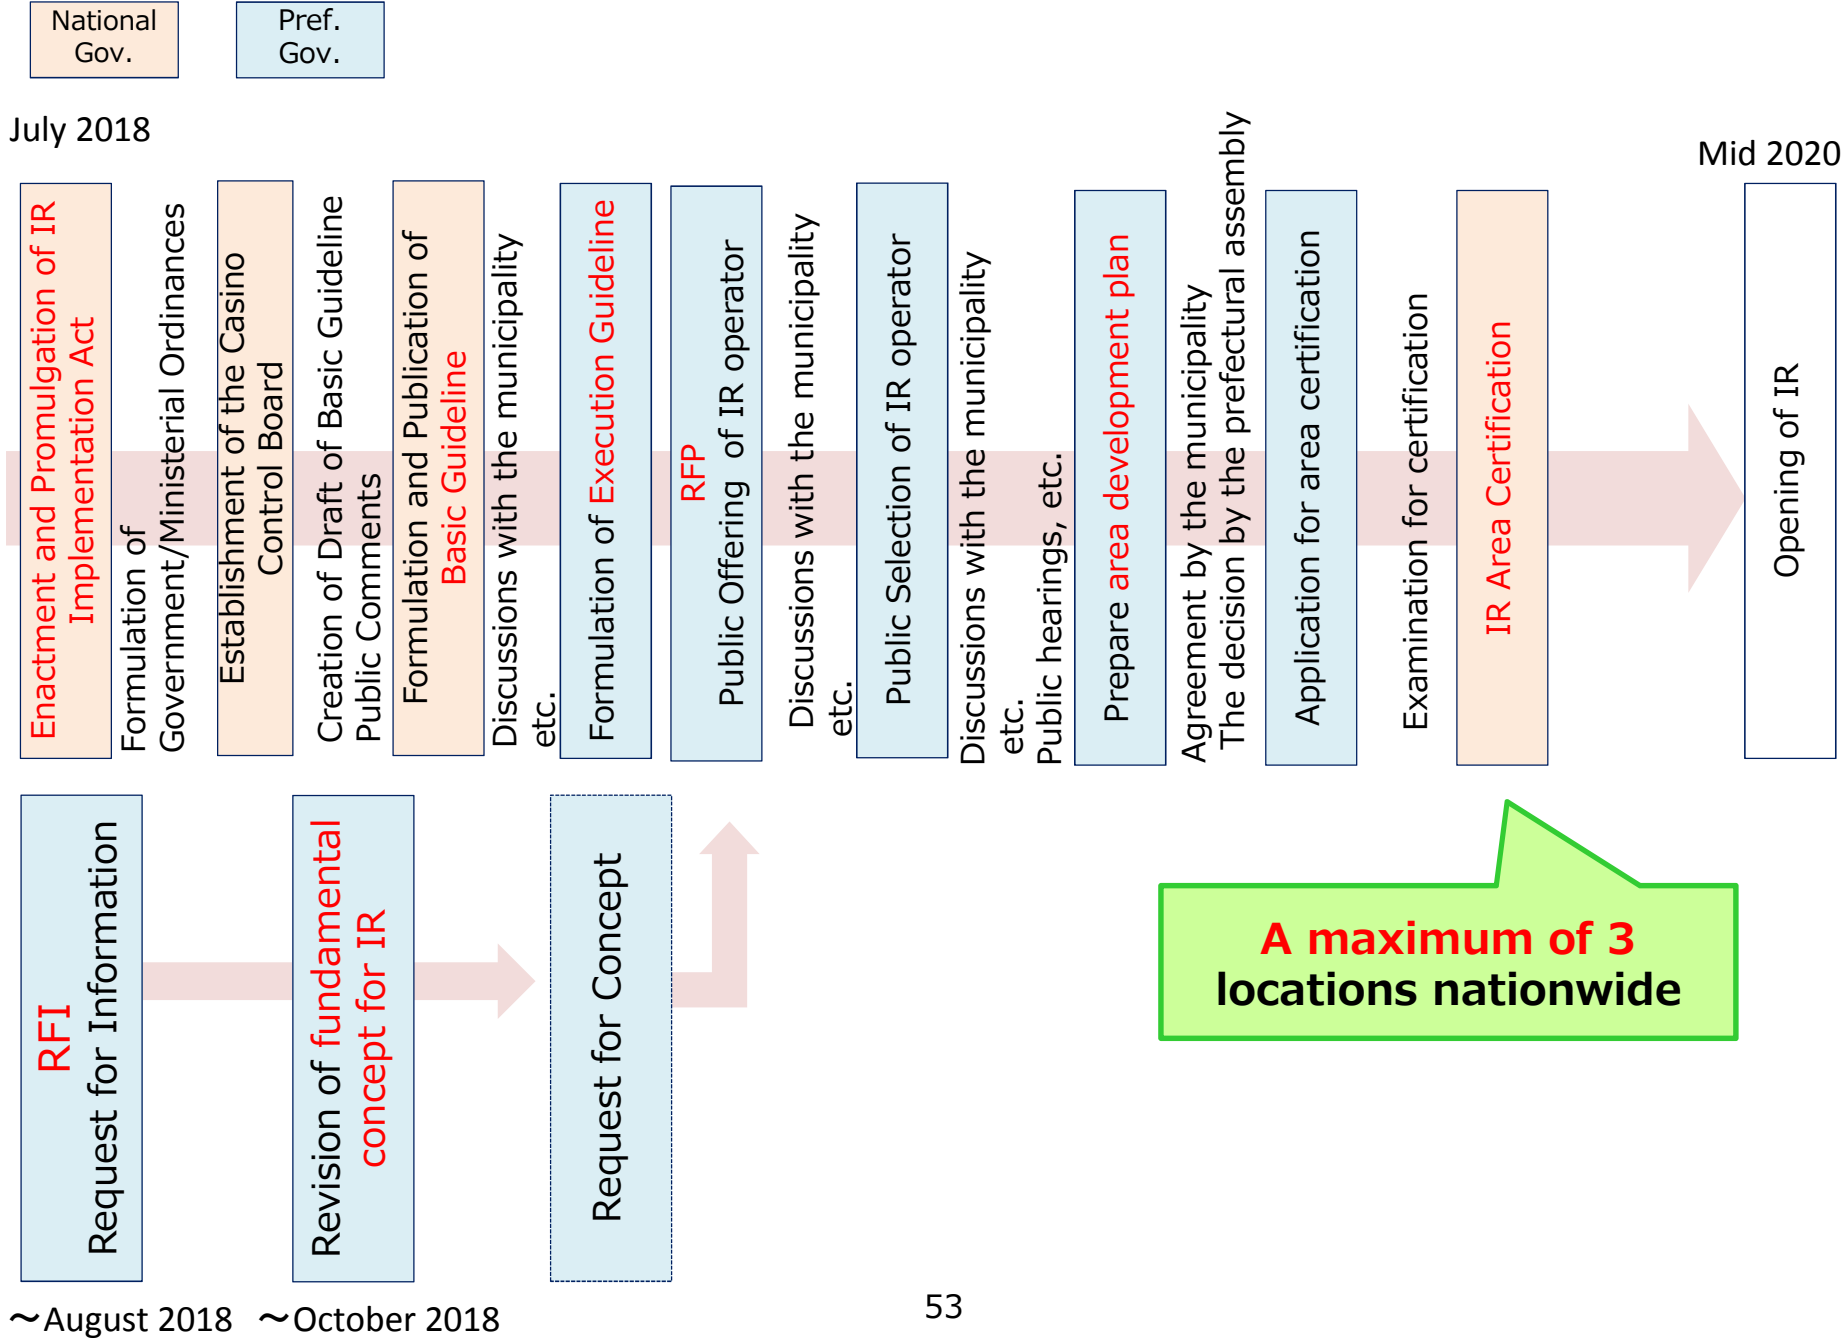 National
Gov.
Pref.
Gov.
July 2018
Mid 2020
Enactment and Promulgation of IR
Implementation Act
Formulation of
Government/Ministerial Ordinances
Establishment of the Casino
Control Board
Creation of Draft of Basic Guideline
Public Comments
Formulation and Publication of
Basic Guideline
Discussions with the municipality
etc.
Formulation of Execution Guideline
RFP
Public Offering of IR operator
Discussions with the municipality
etc.
Public Selection of IR operator
Discussions with the municipality
etc.
Public hearings, etc.
Prepare area development plan
Agreement by the municipality
The decision by the prefectural assembly
Application for area certification
Examination for certification
IR Area Certification
Opening of IR
RFI
Request for Information
Revision of fundamental
concept for IR
Request for Concept
A maximum of 3
locations nationwide
～August 2018
～October 2018
53